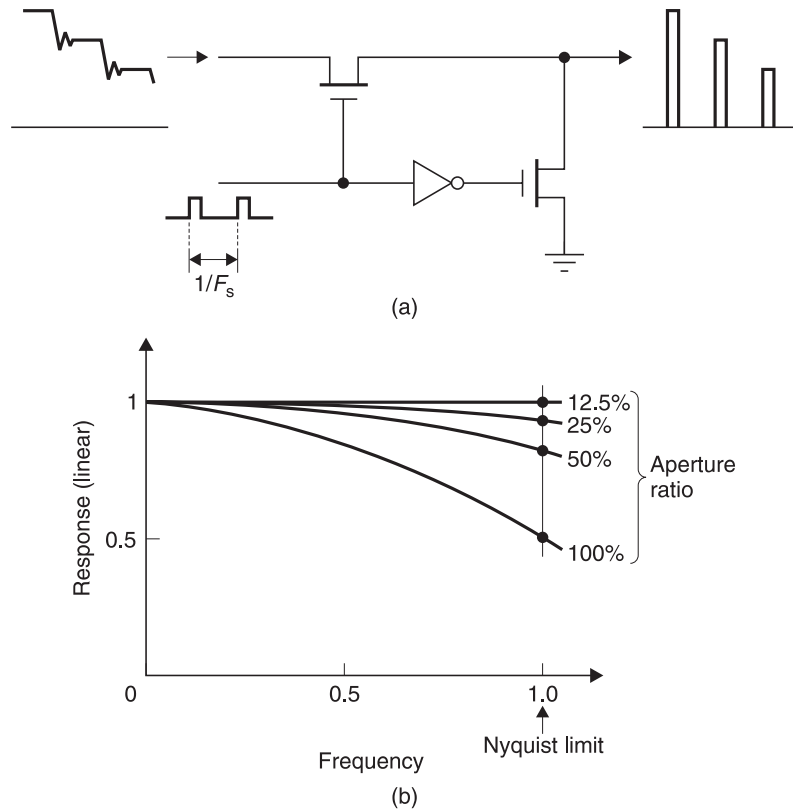 1/Fs
(a)
1
0.5
0
0.5
1.0
12.5%
25%
50%
100%
Aperture
ratio
Response (linear)
Nyquist limit
Frequency
(b)